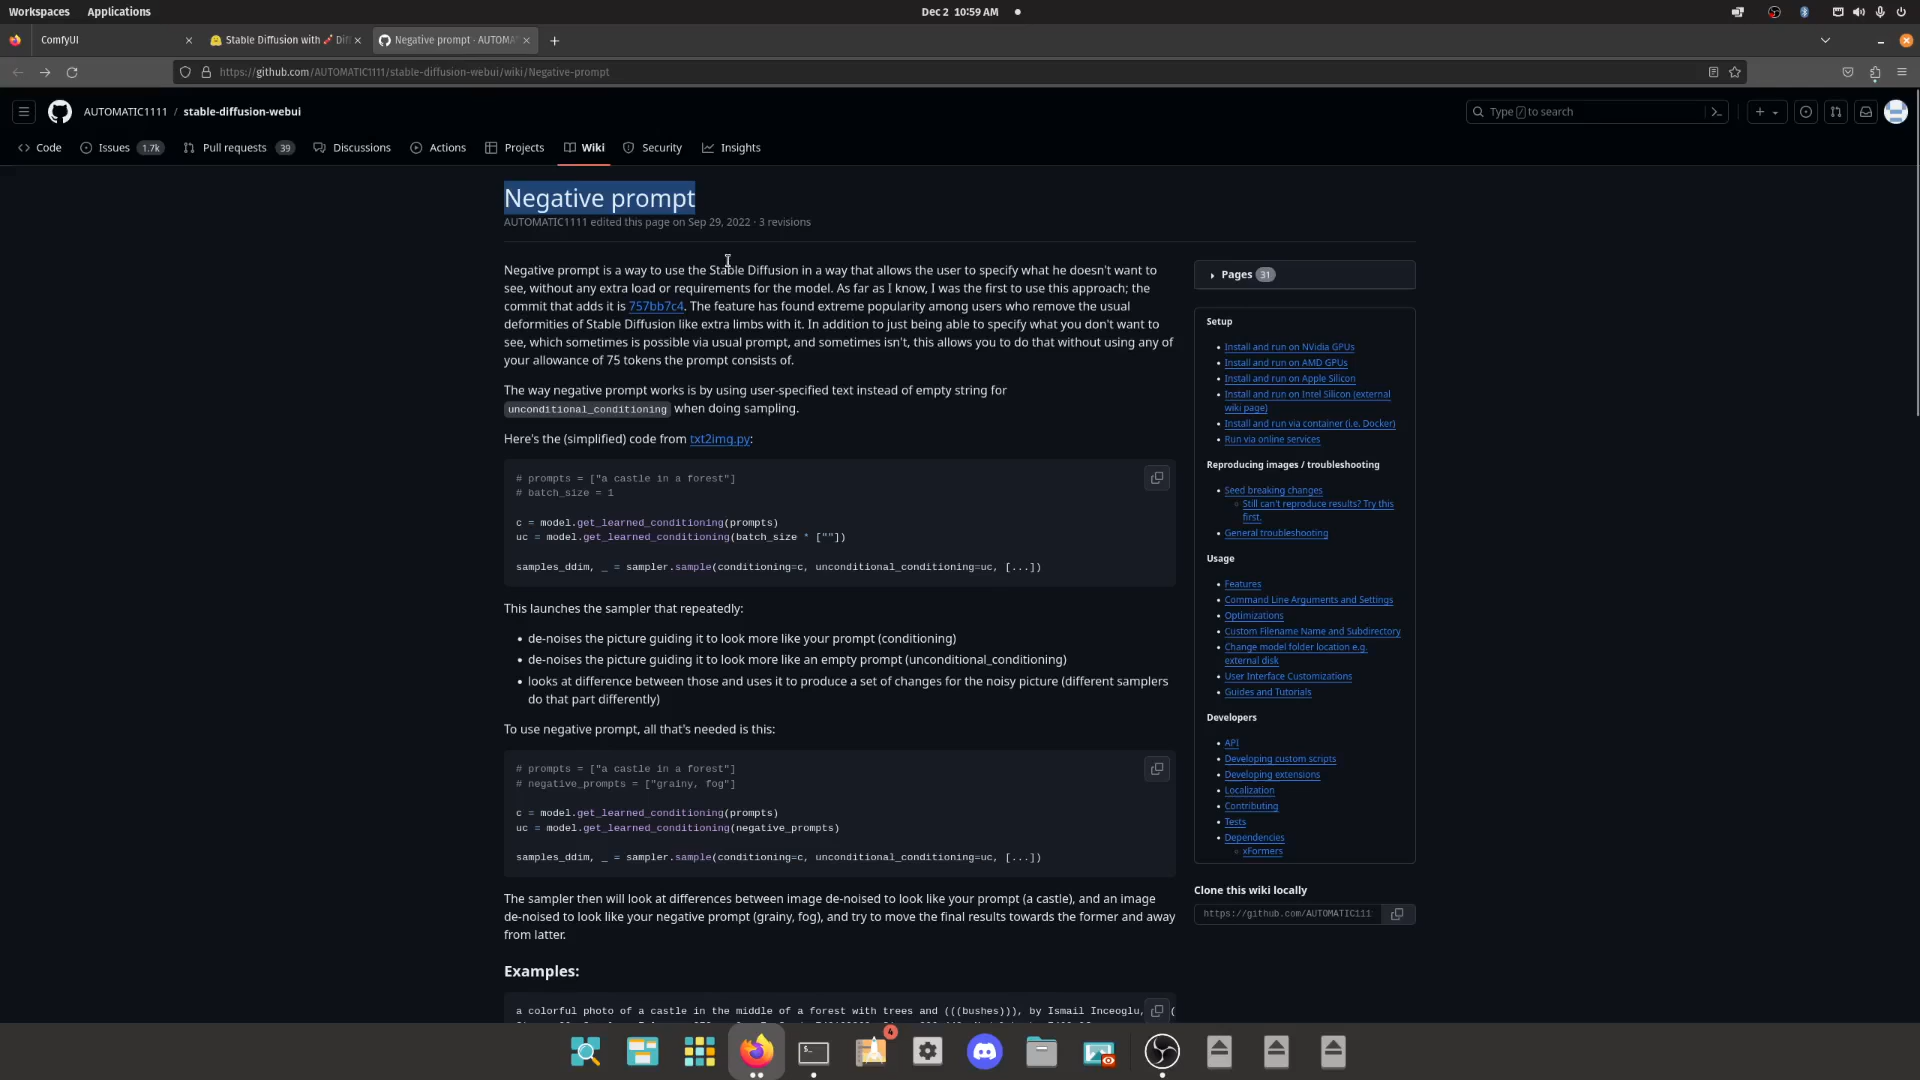 Workspaces Applications Dec 2 10:59 AM
ComfyUI
Stable Diffusion with 🧨 Dif
Negative prompt · AUTOMA
https://github.com/AUTOMATIC1111/stable-diffusion-webui/wiki/Negative-prompt
AUTOMATIC1111 / stable-diffusion-webui
Type / to search
Code
Issues 1.7k
Pull requests 39
Discussions
Actions
Projects
Wiki
Security
Insights
Negative prompt
AUTOMATIC1111 edited this page on Sep 29, 2022 · 3 revisions
Negative prompt is a way to use the Stable Diffusion in a way that allows the user to specify what he doesn't want to
see, without any extra load or requirements for the model. As far as I know, I was the first to use this approach; the
commit that adds it is 757bb7c4. The feature has found extreme popularity among users who remove the usual
deformities of Stable Diffusion like extra limbs with it. In addition to just being able to specify what you don't want to
see, which sometimes is possible via usual prompt, and sometimes isn't, this allows you to do that without using any of
your allowance of 75 tokens the prompt consists of.
The way negative prompt works is by using user-specified text instead of empty string for
unconditional_conditioning when doing sampling.
Here's the (simplified) code from txt2img.py:
# prompts = ["a castle in a forest"]
# batch_size = 1
c = model.get_learned_conditioning(prompts)
uc = model.get_learned_conditioning(batch_size * [""])
samples_ddim, _ = sampler.sample(conditioning=c, unconditional_conditioning=uc, [...])
This launches the sampler that repeatedly:
• de-noises the picture guiding it to look more like your prompt (conditioning)
• de-noises the picture guiding it to look more like an empty prompt (unconditional_conditioning)
• looks at difference between those and uses it to produce a set of changes for the noisy picture (different samplers
do that part differently)
To use negative prompt, all that's needed is this:
# prompts = ["a castle in a forest"]
# negative_prompts = ["grainy, fog"]
c = model.get_learned_conditioning(prompts)
uc = model.get_learned_conditioning(negative_prompts)
samples_ddim, _ = sampler.sample(conditioning=c, unconditional_conditioning=uc, [...])
The sampler then will look at differences between image de-noised to look like your prompt (a castle), and an image
de-noised to look like your negative prompt (grainy, fog), and try to move the final results towards the former and away
from latter.
Examples:
a colorful photo of a castle in the middle of a forest with trees and (((bushes))), by Ismail Inceoglu,
Pages 31
Setup
• Install and run on NVidia GPUs
• Install and run on AMD GPUs
• Install and run on Apple Silicon
• Install and run on Intel Silicon (external
wiki page)
• Install and run via container (i.e. Docker)
• Run via online services
Reproducing images / troubleshooting
• Seed breaking changes
Still can't reproduce results? Try this
first.
• General troubleshooting
Usage
• Features
• Command Line Arguments and Settings
• Optimizations
• Custom Filename Name and Subdirectory
• Change model folder location e.g.
external disk
• User Interface Customizations
• Guides and Tutorials
Developers
• API
• Developing custom scripts
• Developing extensions
• Localization
• Contributing
• Tests
• Dependencies
xFormers
Clone this wiki locally
https://github.com/AUTOMATIC111
4